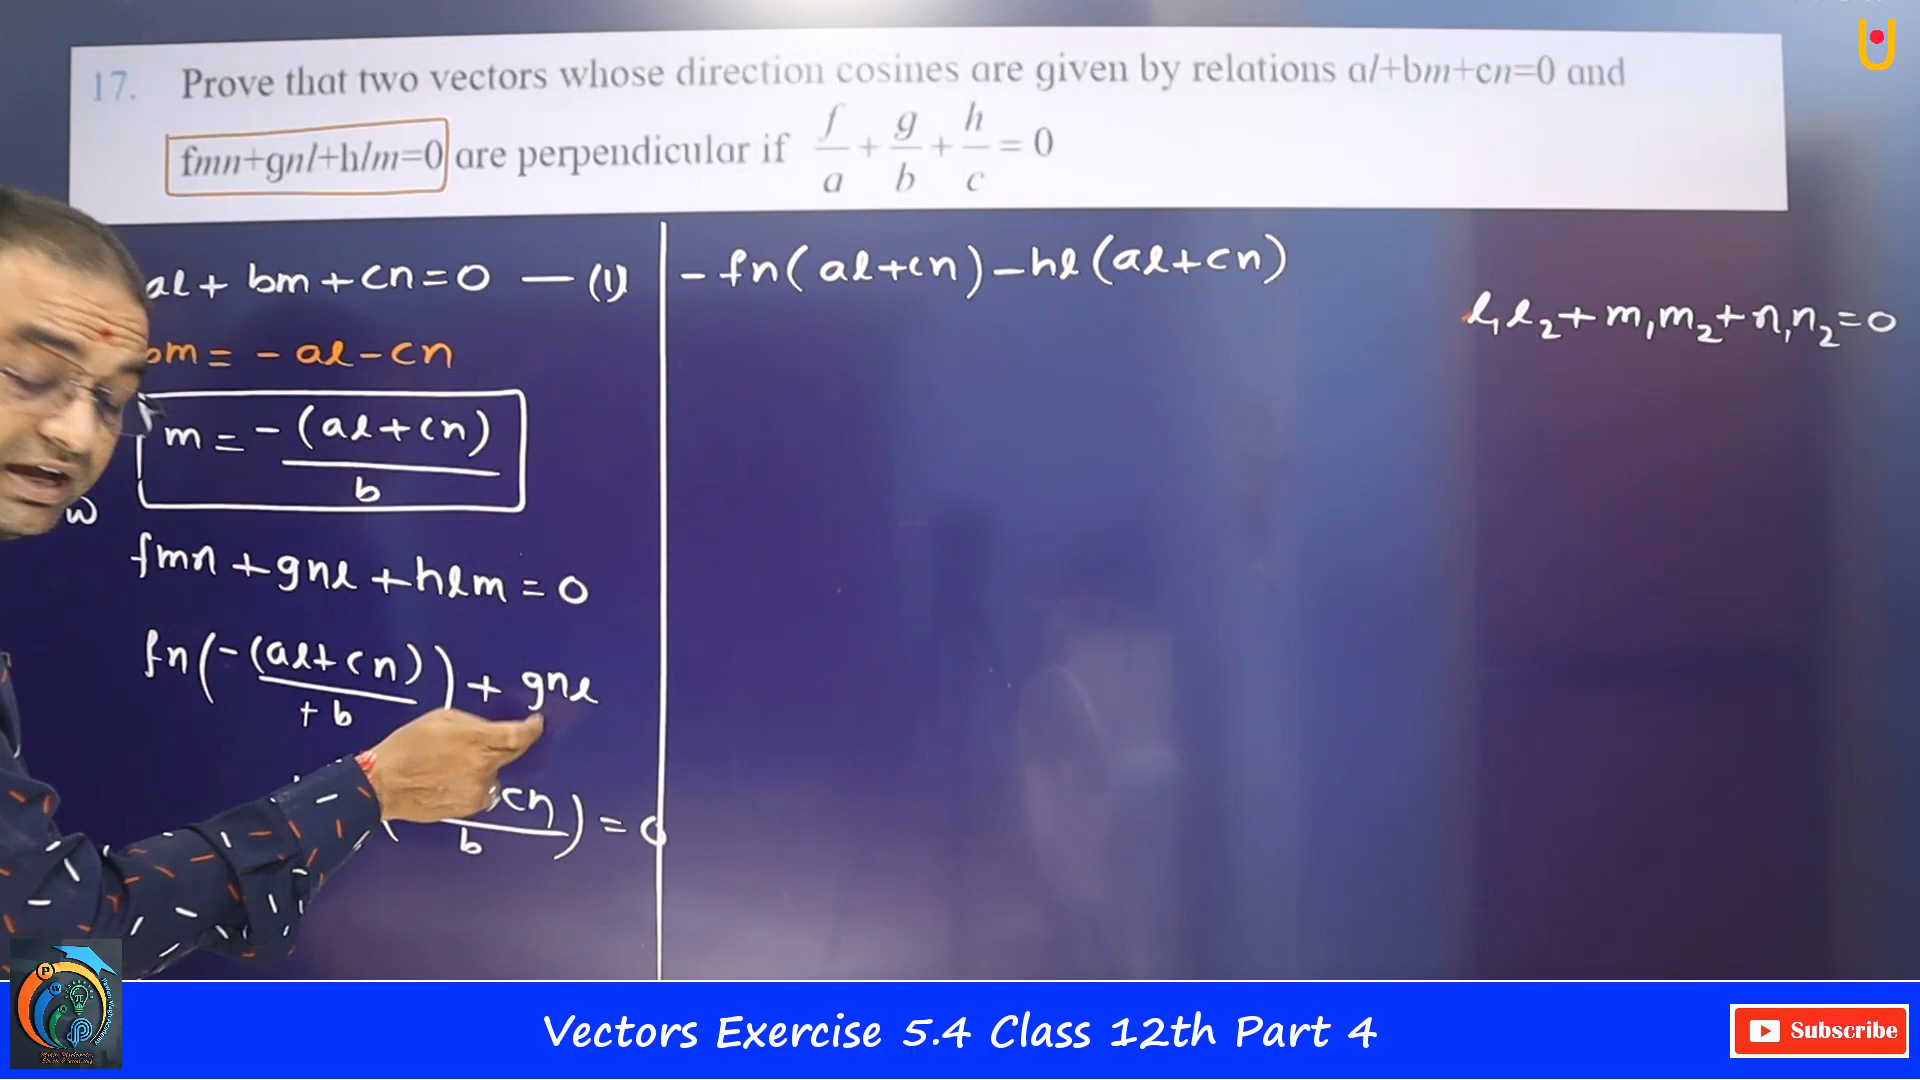 17. Prove that two vectors whose direction cosines are given by relations al+bm+cn=0 and
fmn+gnl+hlm=0 are perpendicular if f/a + g/b + h/c = 0
al + bm + cn = 0 — (1)
bm = - al - cn
m = - (al + cn) / b
fmn + gnl + hlm = 0
fn(-(al+cn) / +b) + gnl
cn / b) = 0
- fn(al+cn) - hl(al+cn)
l₁l₂ + m₁m₂ + n₁n₂ = 0
Vectors Exercise 5.4 Class 12th Part 4
Subscribe